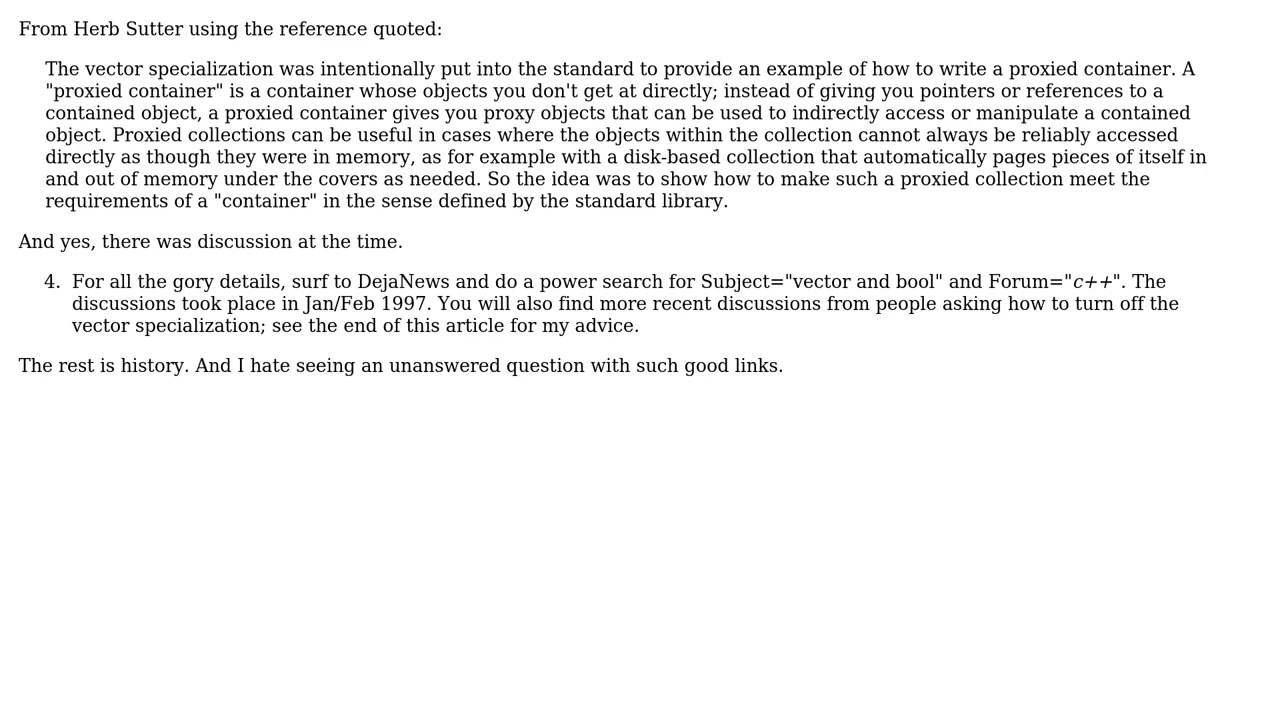 From Herb Sutter using the reference quoted:
The vector specialization was intentionally put into the standard to provide an example of how to write a proxied container. A
"proxied container" is a container whose objects you don't get at directly; instead of giving you pointers or references to a
contained object, a proxied container gives you proxy objects that can be used to indirectly access or manipulate a contained
object. Proxied collections can be useful in cases where the objects within the collection cannot always be reliably accessed
directly as though they were in memory, as for example with a disk-based collection that automatically pages pieces of itself in
and out of memory under the covers as needed. So the idea was to show how to make such a proxied collection meet the
requirements of a "container" in the sense defined by the standard library.
And yes, there was discussion at the time.
4. For all the gory details, surf to DejaNews and do a power search for Subject="vector and bool" and Forum="c++". The
discussions took place in Jan/Feb 1997. You will also find more recent discussions from people asking how to turn off the
vector specialization; see the end of this article for my advice.
The rest is history. And I hate seeing an unanswered question with such good links.